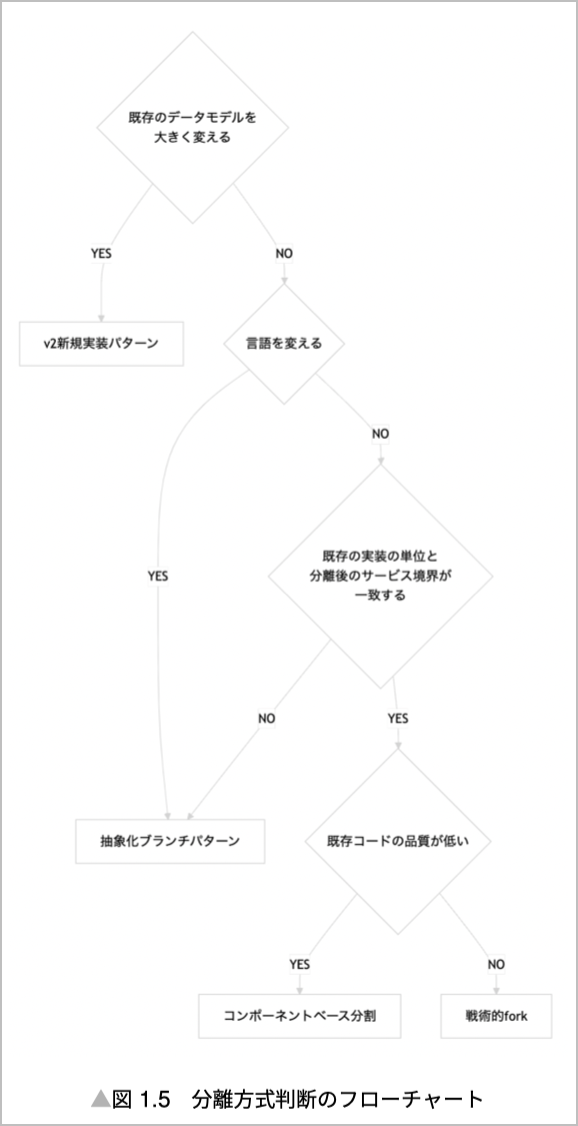 既存のデータモデルを
大きく変える
YES
NO
v2新規実装パターン
言語を変える
NO
既存の実装の単位と
分離後のサービス境界が
一致する
YES
NO
YES
抽象化ブランチパターン
既存コードの品質が低い
YES
NO
コンポーネントベース分割
戦術的fork
▲図 1.5　分離方式判断のフローチャート